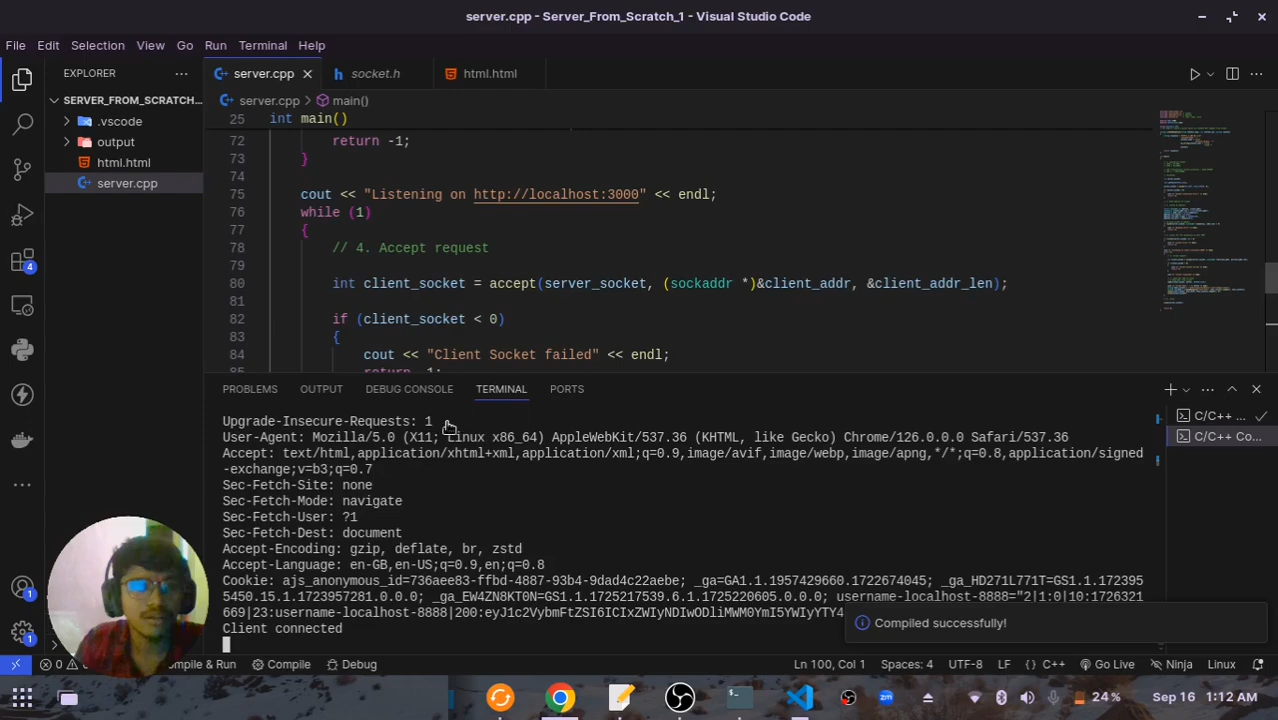 server.cpp - Server_From_Scratch_1 - Visual Studio Code
File Edit Selection View Go Run Terminal Help
EXPLORER
server.cpp
socket.h
html.html
SERVER_FROM_SCRATCH...
server.cpp > main()
.vscode
output
html.html
server.cpp
25 int main()
72 return -1;
73 }
74
75 cout << "Listening on http://localhost:3000" << endl;
76 while (1)
77 {
78 // 4. Accept request
79
80 int client_socket = accept(server_socket, (sockaddr *)&client_addr, &client_addr_len);
81
82 if (client_socket < 0)
83 {
84 cout << "Client Socket failed" << endl;
85 return -1;
PROBLEMS OUTPUT DEBUG CONSOLE TERMINAL PORTS
C/C++ ...
C/C++ Co...
Upgrade-Insecure-Requests: 1
User-Agent: Mozilla/5.0 (X11; Linux x86_64) AppleWebKit/537.36 (KHTML, like Gecko) Chrome/126.0.0.0 Safari/537.36
Accept: text/html,application/xhtml+xml,application/xml;q=0.9,image/avif,image/webp,image/apng,*/*;q=0.8,application/signed
-exchange;v=b3;q=0.7
Sec-Fetch-Site: none
Sec-Fetch-Mode: navigate
Sec-Fetch-User: ?1
Sec-Fetch-Dest: document
Accept-Encoding: gzip, deflate, br, zstd
Accept-Language: en-GB,en-US;q=0.9,en;q=0.8
Cookie: ajs_anonymous_id=736aee83-ffbd-4887-93b4-9dad4c22aebe; _ga=GA1.1.1957429660.1722674045; _ga_HD271L771T=GS1.1.172395
5450.15.1.1723957281.0.0.0; _ga_EW4ZN8KT0N=GS1.1.1725217539.6.1.1725220605.0.0.0; username-localhost-8888="2|1:0|10:1726321
669|23:username-localhost-8888|200:eyJ1c2VybmFtZSI6ICIxZWIyNDIwODliMWM0YmI5YWIyYTY4
Client connected
Compiled successfully!
4
1
1
0
mpile & Run
Compile
Debug
Ln 100, Col 1
Spaces: 4
UTF-8
LF
{} C++
Go Live
Ninja
Linux
24%
Sep 16
1:12 AM